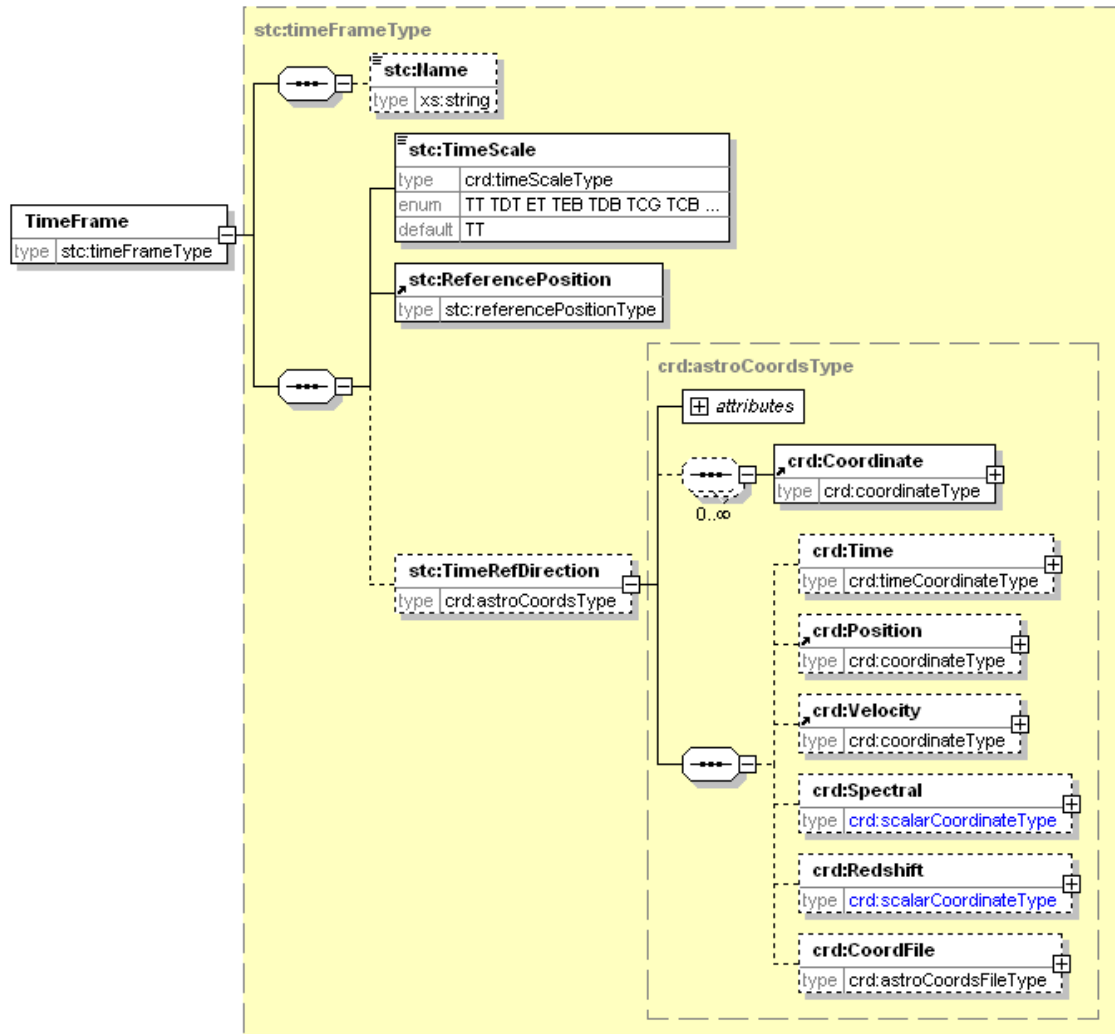 stc:timeFrameType
stc:Name
type xs:string
stc:TimeScale
type crd:timeScaleType
enum TT TDT ET TEB TDB TCG TCB ...
default TT
TimeFrame
type stc:timeFrameType
stc:ReferencePosition
type stc:referencePositionType
crd:astroCoordsType
attributes
crd:Coordinate
type crd:coordinateType
0..∞
stc:TimeRefDirection
type crd:astroCoordsType
crd:Time
type crd:timeCoordinateType
crd:Position
type crd:coordinateType
crd:Velocity
type crd:coordinateType
crd:Spectral
type crd:scalarCoordinateType
crd:Redshift
type crd:scalarCoordinateType
crd:CoordFile
type crd:astroCoordsFileType